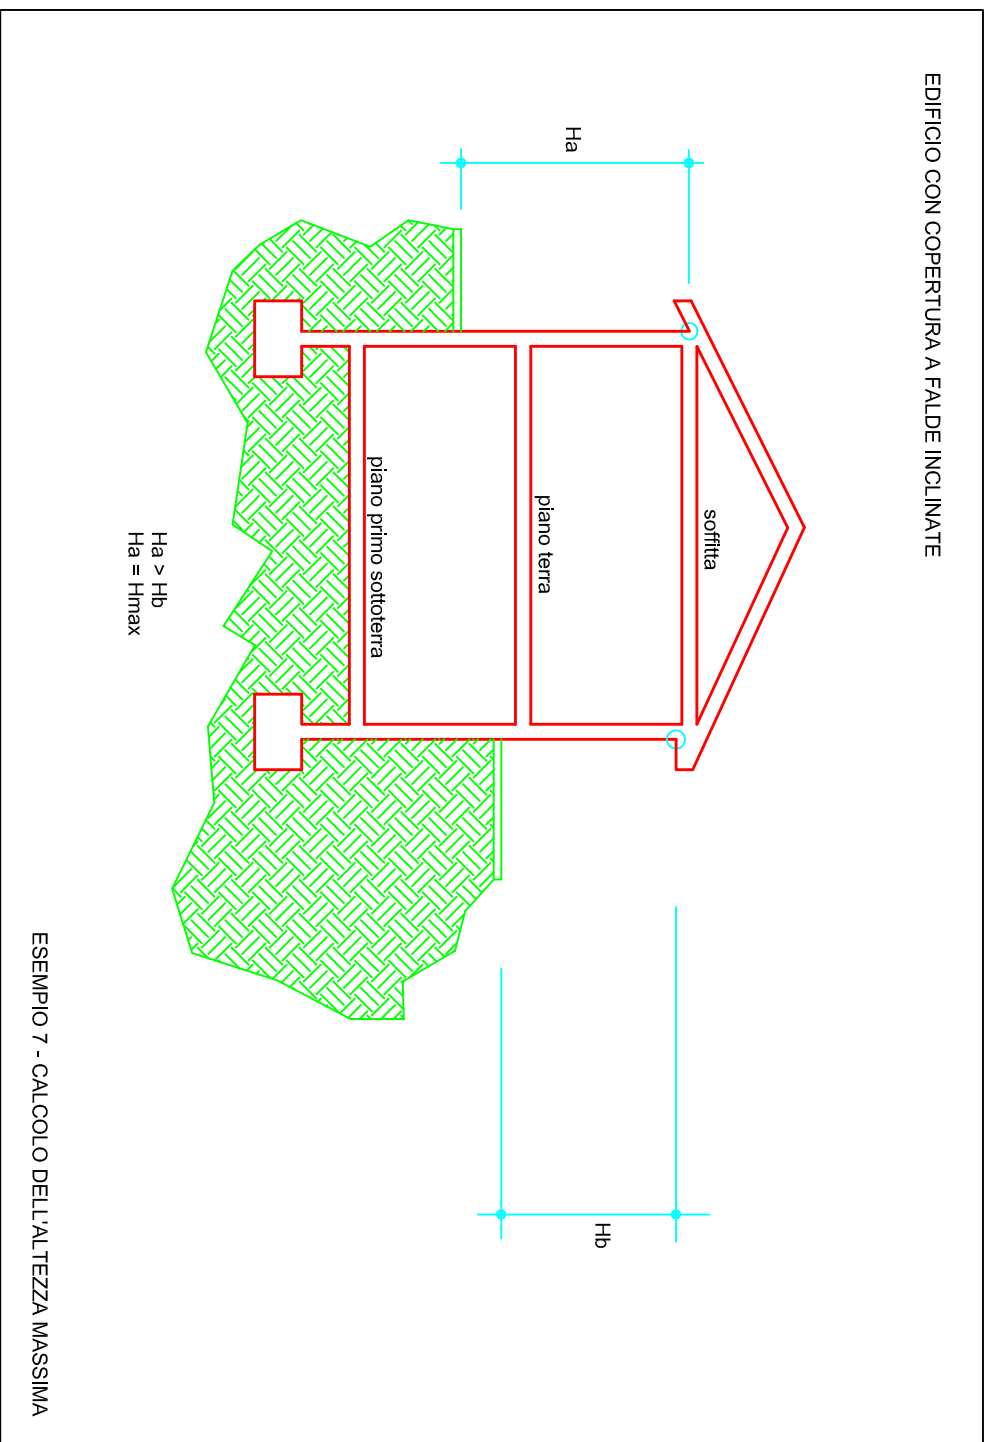 EDIFICIO CON COPERTURA A FALDE INCLINATE
soffitta
Ha
Hb
piano terra
piano primo sottoterra
Ha > Hb
Ha = Hmax
ESEMPIO 7 - CALCOLO DELL'ALTEZZA MASSIMA